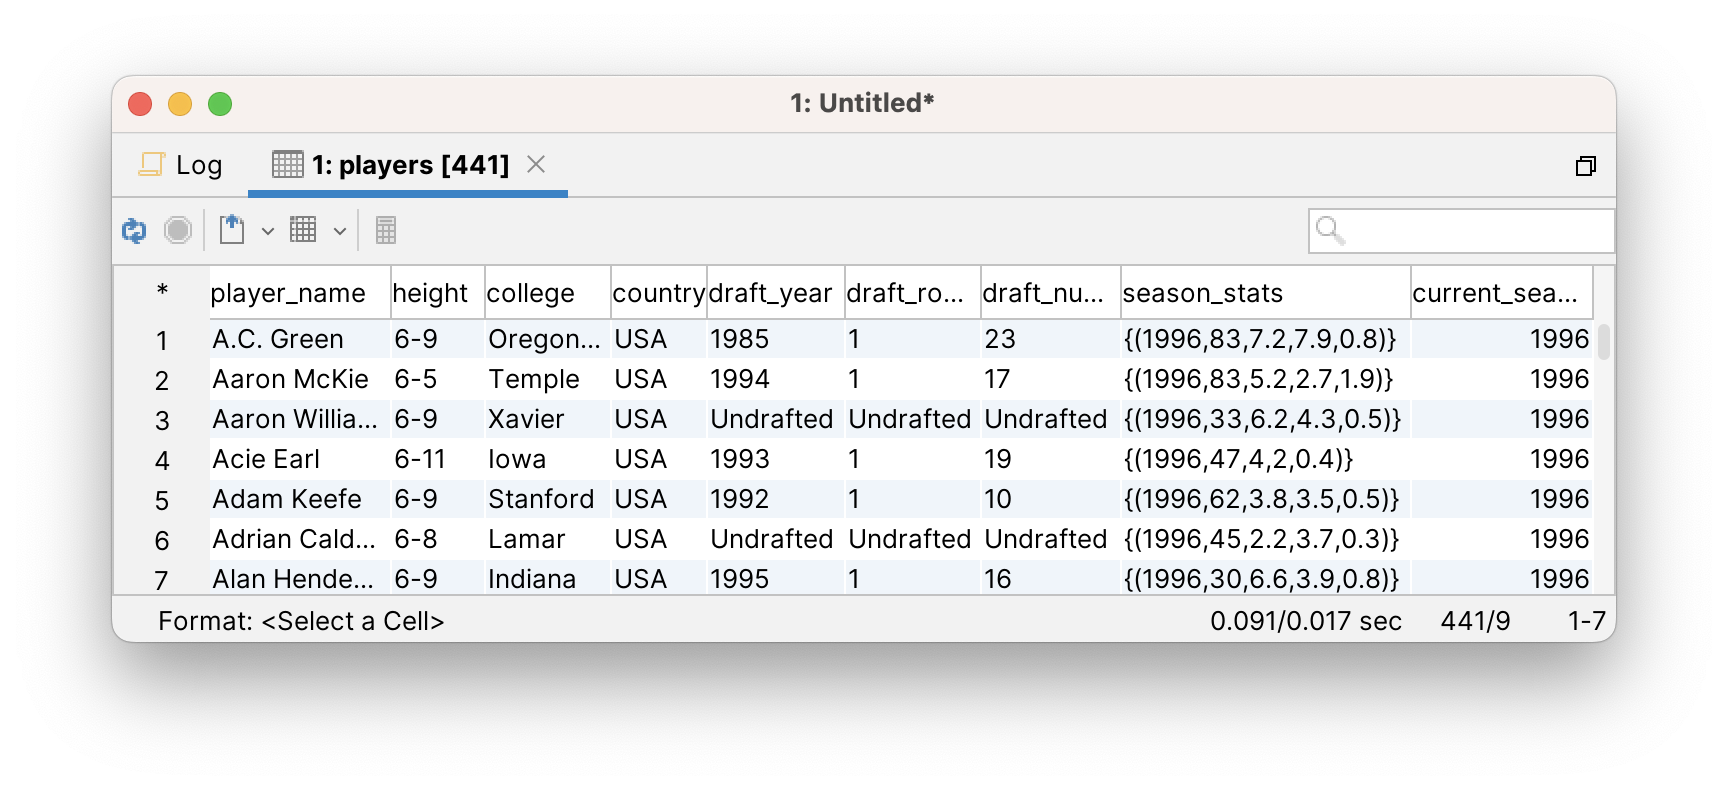 1: Untitled*
Log 1: players [441]
* player_name height college country draft_year draft_ro... draft_nu... season_stats current_sea...
1 A.C. Green 6-9 Oregon... USA 1985 1 23 {(1996,83,7.2,7.9,0.8)} 1996
2 Aaron McKie 6-5 Temple USA 1994 1 17 {(1996,83,5.2,2.7,1.9)} 1996
3 Aaron Willia... 6-9 Xavier USA Undrafted Undrafted Undrafted {(1996,33,6.2,4.3,0.5)} 1996
4 Acie Earl 6-11 Iowa USA 1993 1 19 {(1996,47,4,2,0.4)} 1996
5 Adam Keefe 6-9 Stanford USA 1992 1 10 {(1996,62,3.8,3.5,0.5)} 1996
6 Adrian Cald... 6-8 Lamar USA Undrafted Undrafted Undrafted {(1996,45,2.2,3.7,0.3)} 1996
7 Alan Hende... 6-9 Indiana USA 1995 1 16 {(1996,30,6.6,3.9,0.8)} 1996
Format: <Select a Cell> 0.091/0.017 sec 441/9 1-7